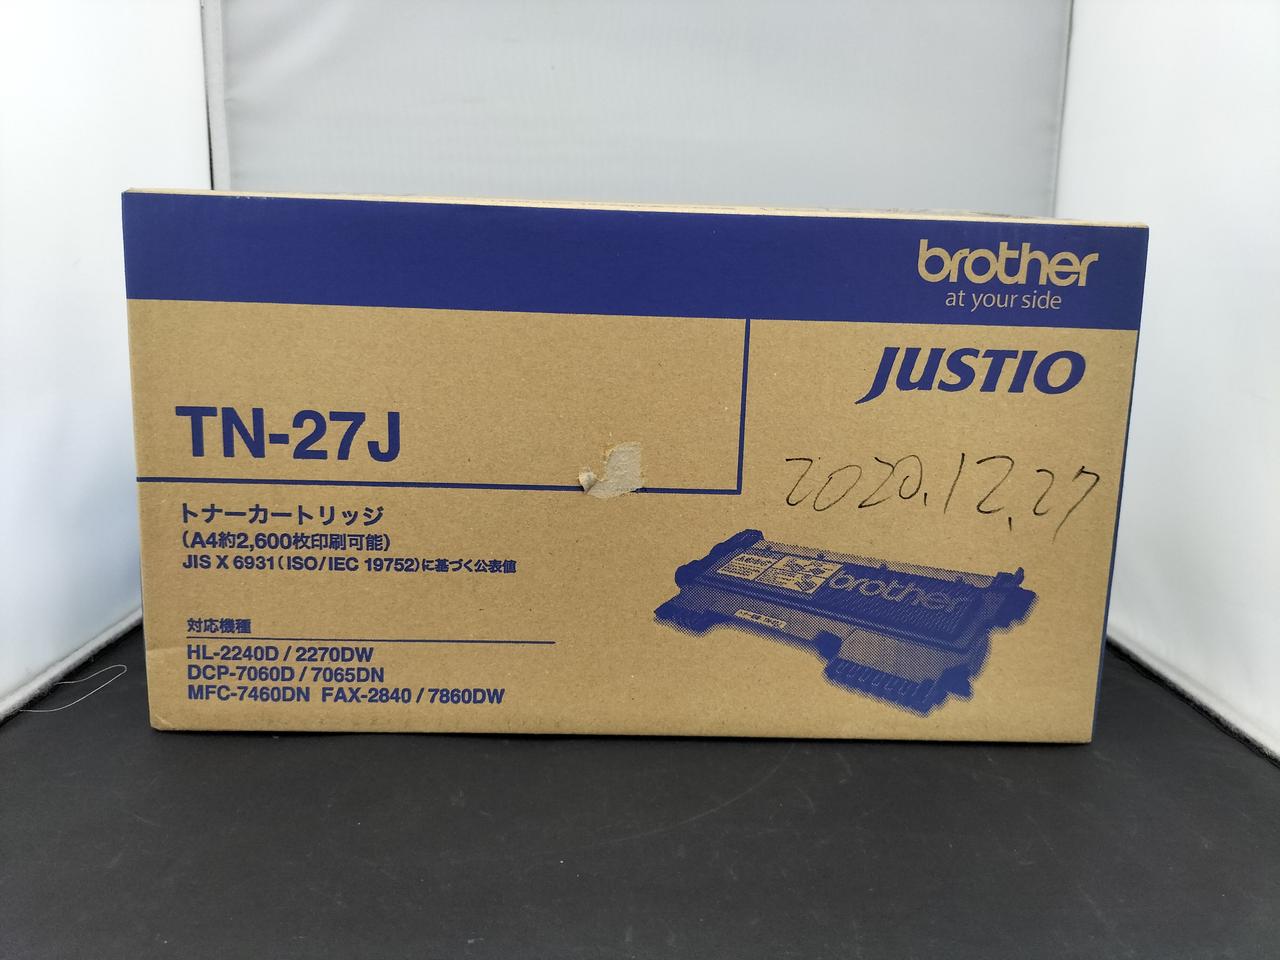 brother
at your side
JUSTIO
TN-27J
2020.12.27
トナーカートリッジ
(A4約2,600枚印刷可能)
JIS X 6931(ISO/IEC 19752)に基づく公表値
brother
対応機種
HL-2240D / 2270DW
DCP-7060D / 7065DN
MFC-7460DN FAX-2840 / 7860DW